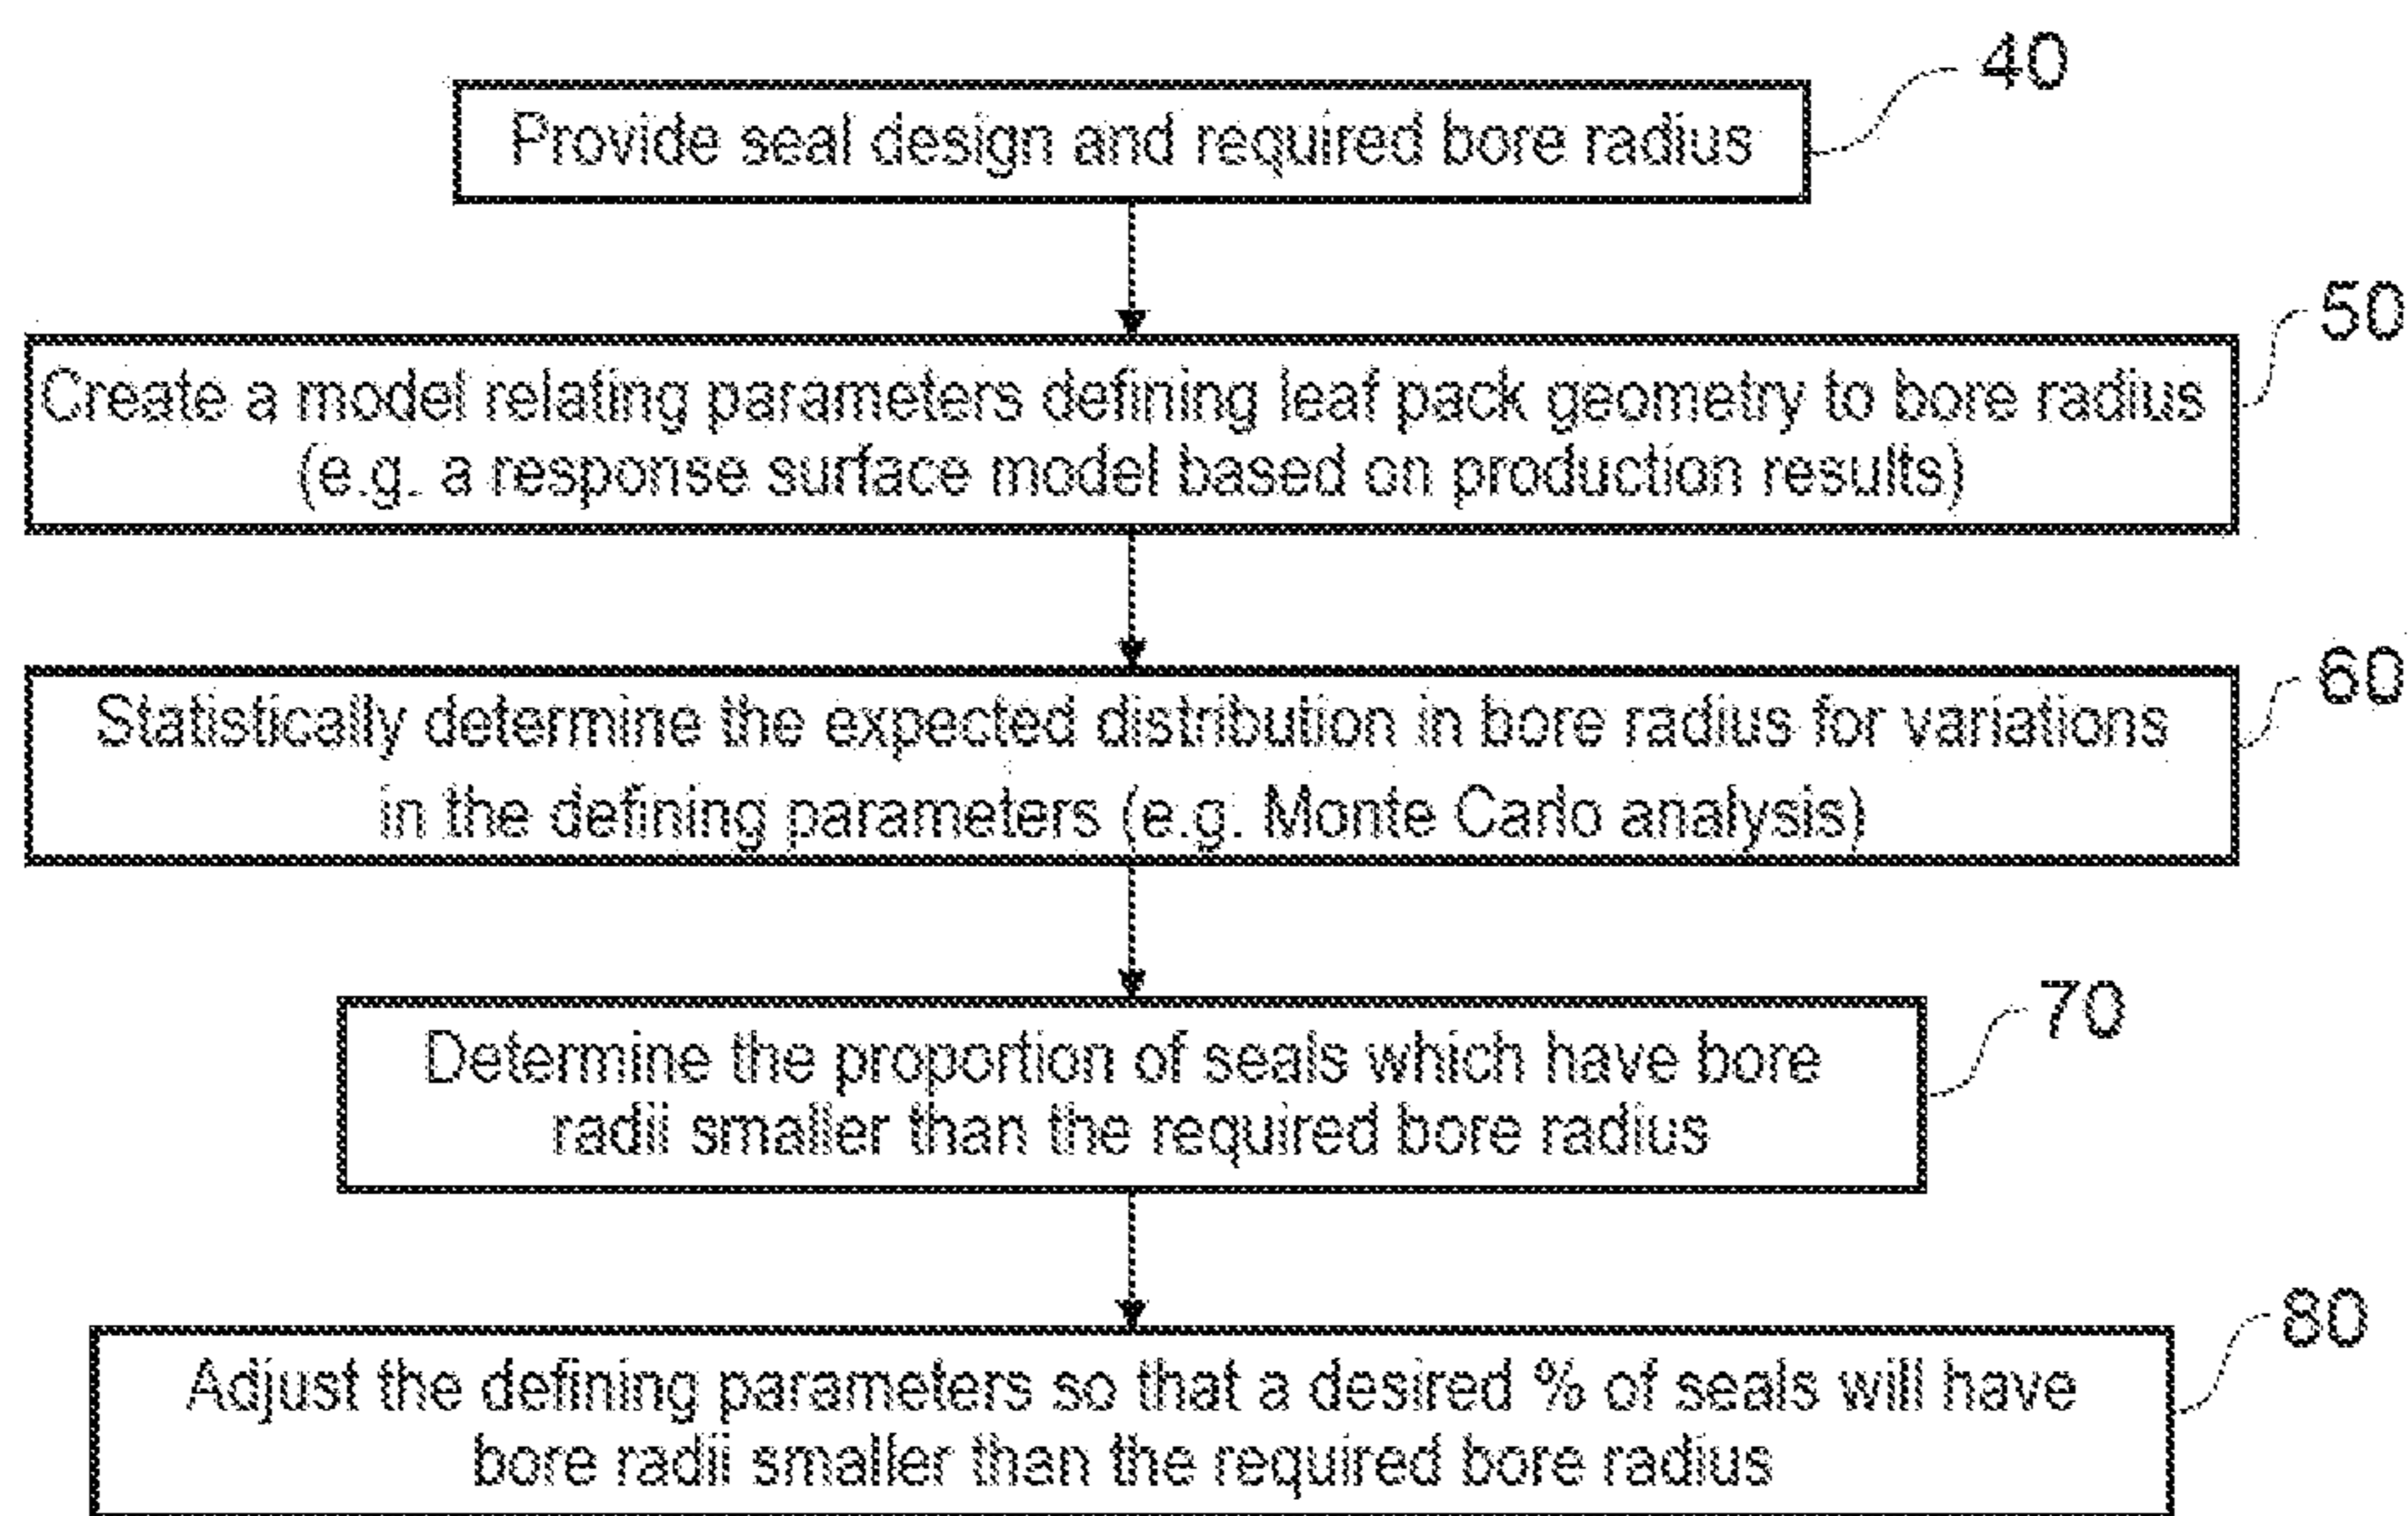 40
Provide seal design and required bore radius
50
Create a model relating parameters defining leaf pack geometry to bore radius
(e.g. a response surface model based on production results)
60
Statistically determine the expected distribution in bore radius for variations
in the defining parameters (e.g. Monte Carlo analysis)
70
Determine the proportion of seals which have bore
radii smaller than the required bore radius
80
Adjust the defining parameters so that a desired % of seals will have
bore radii smaller than the required bore radius